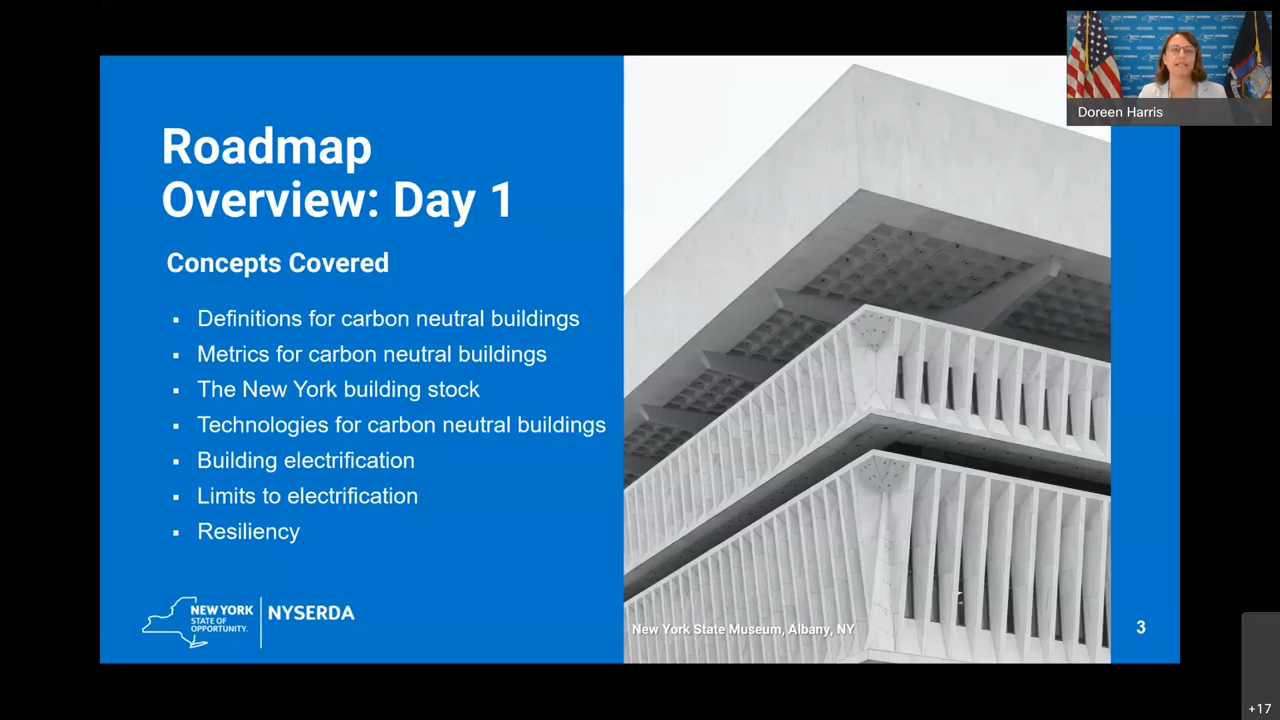 Doreen Harris
Roadmap
Overview: Day 1
Concepts Covered
▪ Definitions for carbon neutral buildings
▪ Metrics for carbon neutral buildings
▪ The New York building stock
▪ Technologies for carbon neutral buildings
▪ Building electrification
▪ Limits to electrification
▪ Resiliency
NEW YORK
STATE OF
OPPORTUNITY.
NYSERDA
New York State Museum, Albany, NY
3
+17